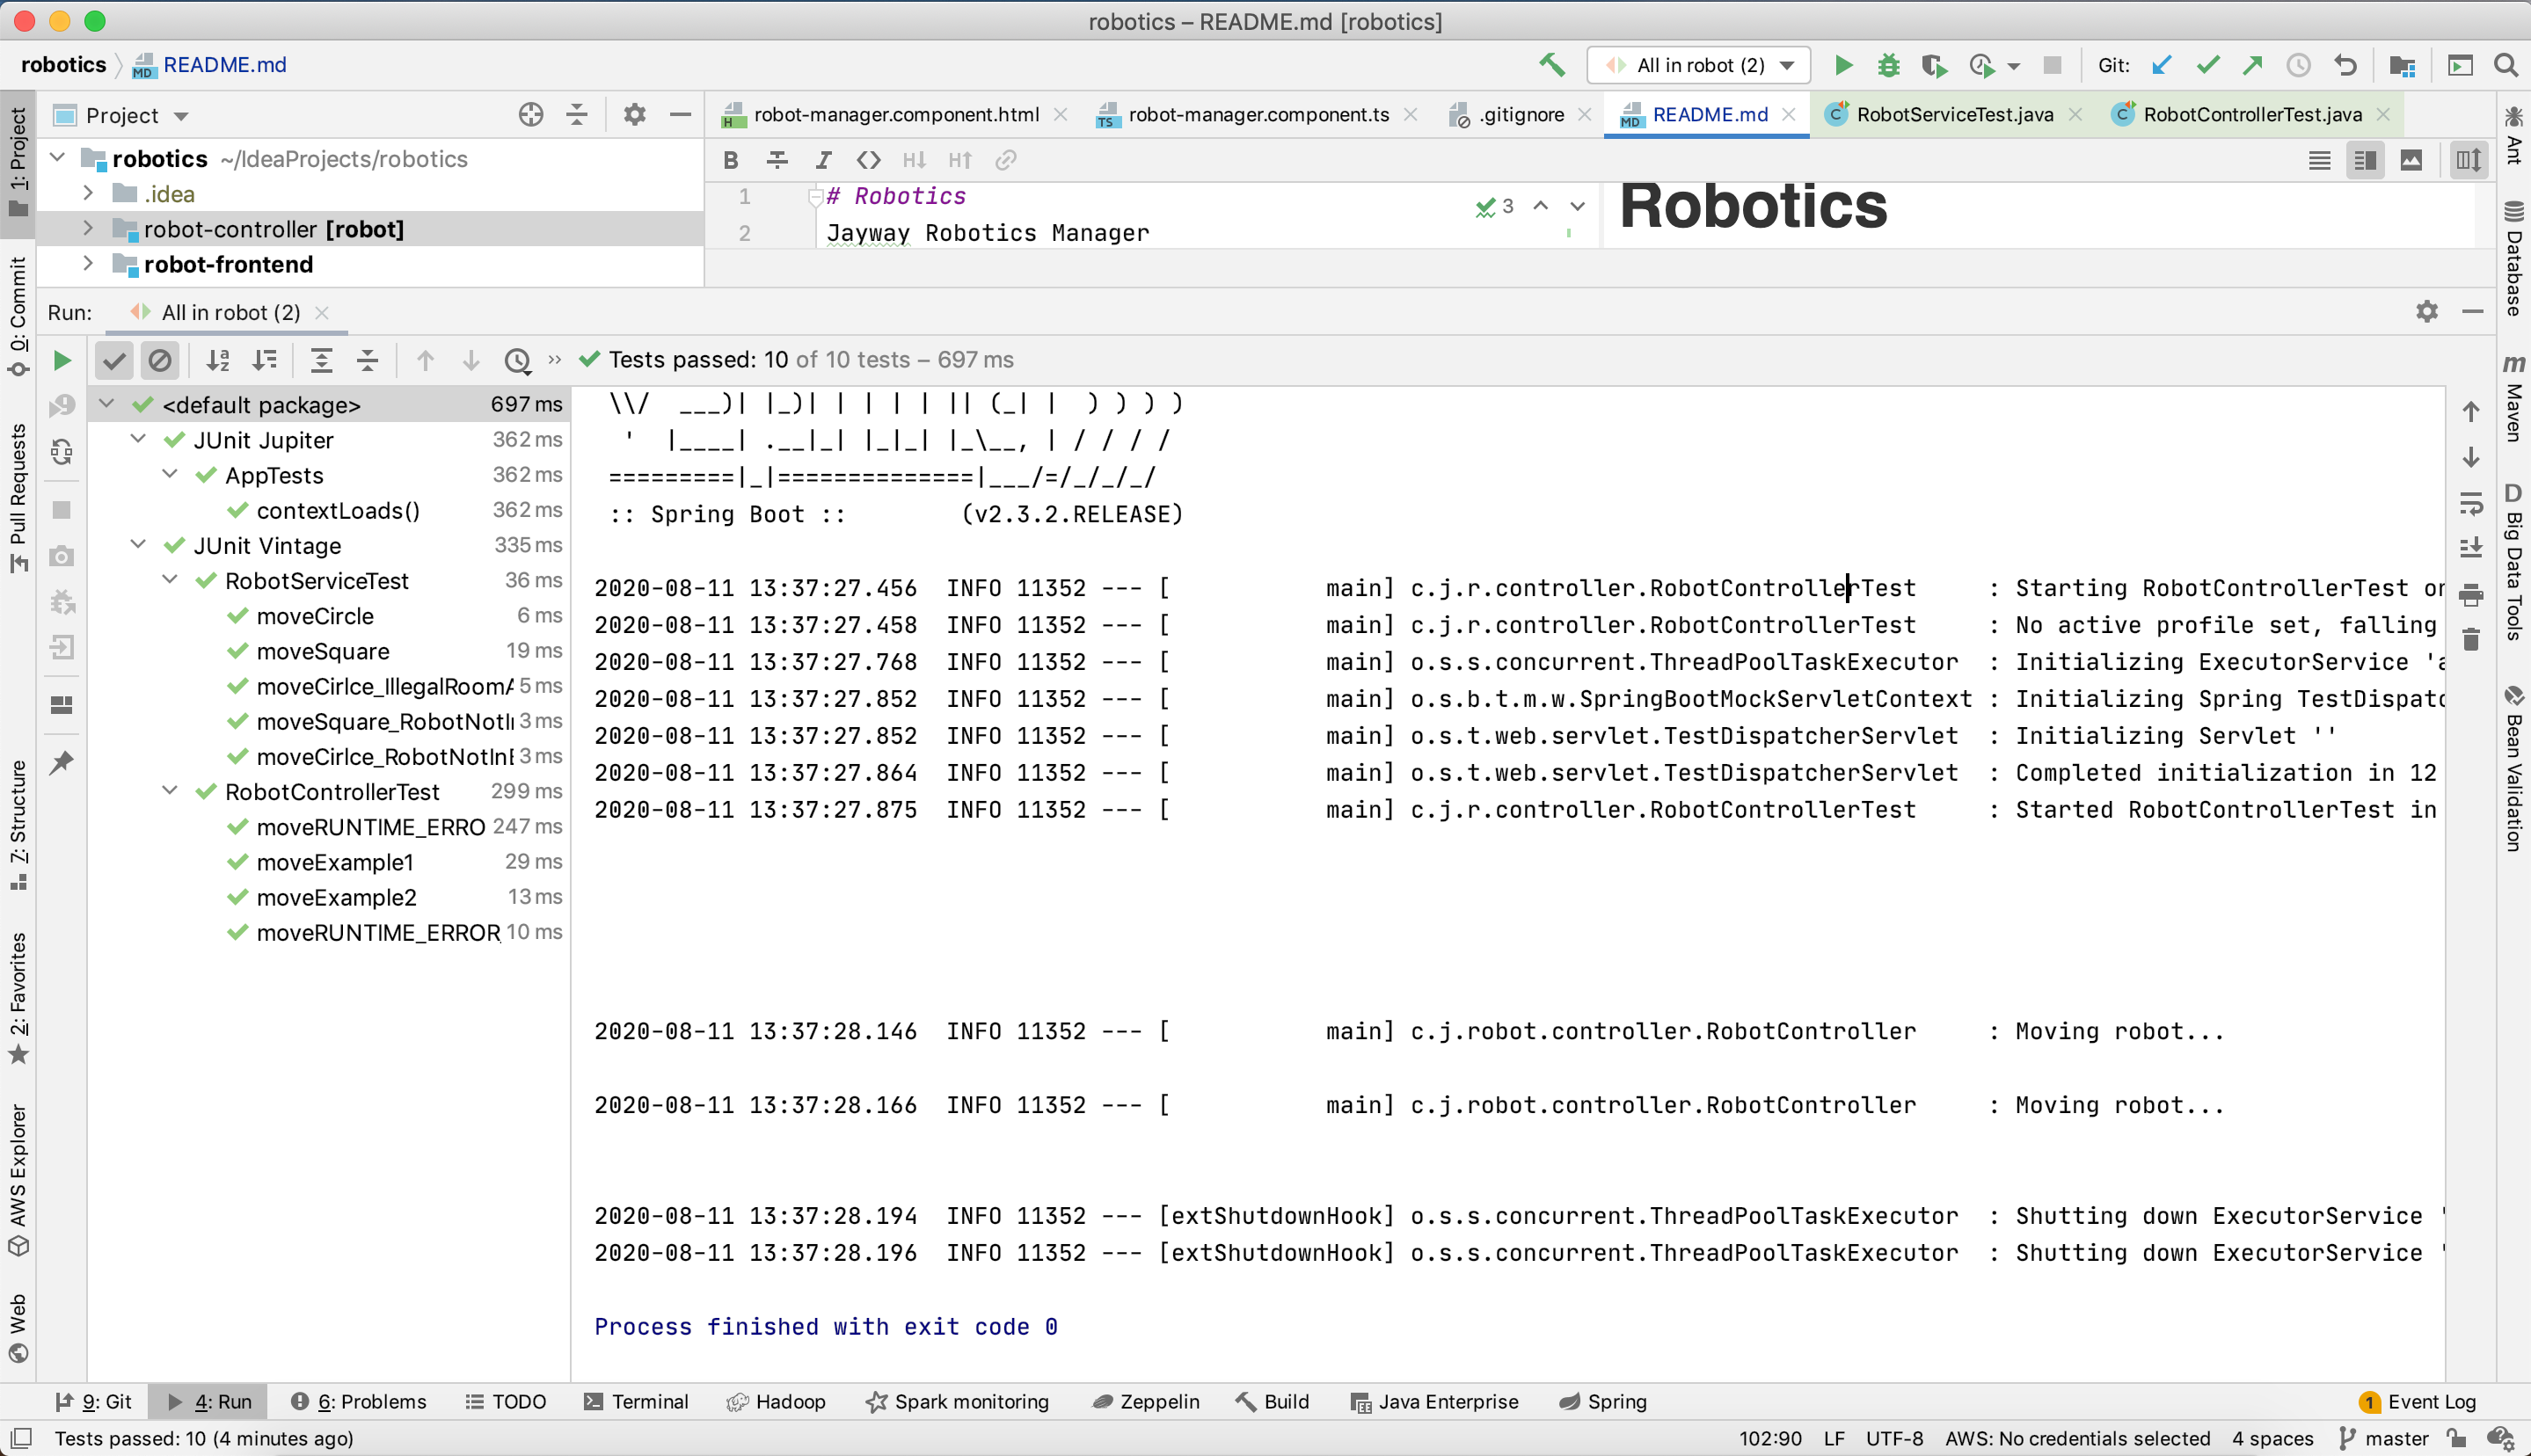 robotics – README.md [robotics]
robotics README.md
All in robot (2)
Git:
Project
robot-manager.component.html
robot-manager.component.ts
.gitignore
README.md
RobotServiceTest.java
RobotControllerTest.java
robotics ~/IdeaProjects/robotics
.idea
robot-controller [robot]
robot-frontend
1 # Robotics
2 Jayway Robotics Manager
3
Robotics
Run: All in robot (2)
Tests passed: 10 of 10 tests – 697 ms
<default package> 697 ms
JUnit Jupiter 362 ms
AppTests 362 ms
contextLoads() 362 ms
JUnit Vintage 335 ms
RobotServiceTest 36 ms
moveCircle 6 ms
moveSquare 19 ms
moveCirlce_IllegalRoomA 5 ms
moveSquare_RobotNotI 3 ms
moveCirlce_RobotNotInB 3 ms
RobotControllerTest 299 ms
moveRUNTIME_ERRO 247 ms
moveExample1 29 ms
moveExample2 13 ms
moveRUNTIME_ERROR 10 ms
\\/  ___)| |_)| | | | | || (_| |  ) ) ) )
'  |____| .__|_| |_|_| |_\__, | / / / /
=========|_|==============|___/=/_/_/_/
:: Spring Boot ::        (v2.3.2.RELEASE)
2020-08-11 13:37:27.456  INFO 11352 --- [           main] c.j.r.controller.RobotControllerTest     : Starting RobotControllerTest on
2020-08-11 13:37:27.458  INFO 11352 --- [           main] c.j.r.controller.RobotControllerTest     : No active profile set, falling
2020-08-11 13:37:27.768  INFO 11352 --- [           main] o.s.s.concurrent.ThreadPoolTaskExecutor  : Initializing ExecutorService 'a
2020-08-11 13:37:27.852  INFO 11352 --- [           main] o.s.b.t.m.w.SpringBootMockServletContext : Initializing Spring TestDispatc
2020-08-11 13:37:27.852  INFO 11352 --- [           main] o.s.t.web.servlet.TestDispatcherServlet  : Initializing Servlet ''
2020-08-11 13:37:27.864  INFO 11352 --- [           main] o.s.t.web.servlet.TestDispatcherServlet  : Completed initialization in 12
2020-08-11 13:37:27.875  INFO 11352 --- [           main] c.j.r.controller.RobotControllerTest     : Started RobotControllerTest in
2020-08-11 13:37:28.146  INFO 11352 --- [           main] c.j.robot.controller.RobotController     : Moving robot...
2020-08-11 13:37:28.166  INFO 11352 --- [           main] c.j.robot.controller.RobotController     : Moving robot...
2020-08-11 13:37:28.194  INFO 11352 --- [extShutdownHook] o.s.s.concurrent.ThreadPoolTaskExecutor  : Shutting down ExecutorService '
2020-08-11 13:37:28.196  INFO 11352 --- [extShutdownHook] o.s.s.concurrent.ThreadPoolTaskExecutor  : Shutting down ExecutorService '
Process finished with exit code 0
1: Project
0: Commit
Pull Requests
7: Structure
2: Favorites
AWS Explorer
Web
Ant
Database
Maven
Big Data Tools
Bean Validation
9: Git
4: Run
6: Problems
TODO
Terminal
Hadoop
Spark monitoring
Zeppelin
Build
Java Enterprise
Spring
1 Event Log
Tests passed: 10 (4 minutes ago)
102:90 LF UTF-8 AWS: No credentials selected 4 spaces master